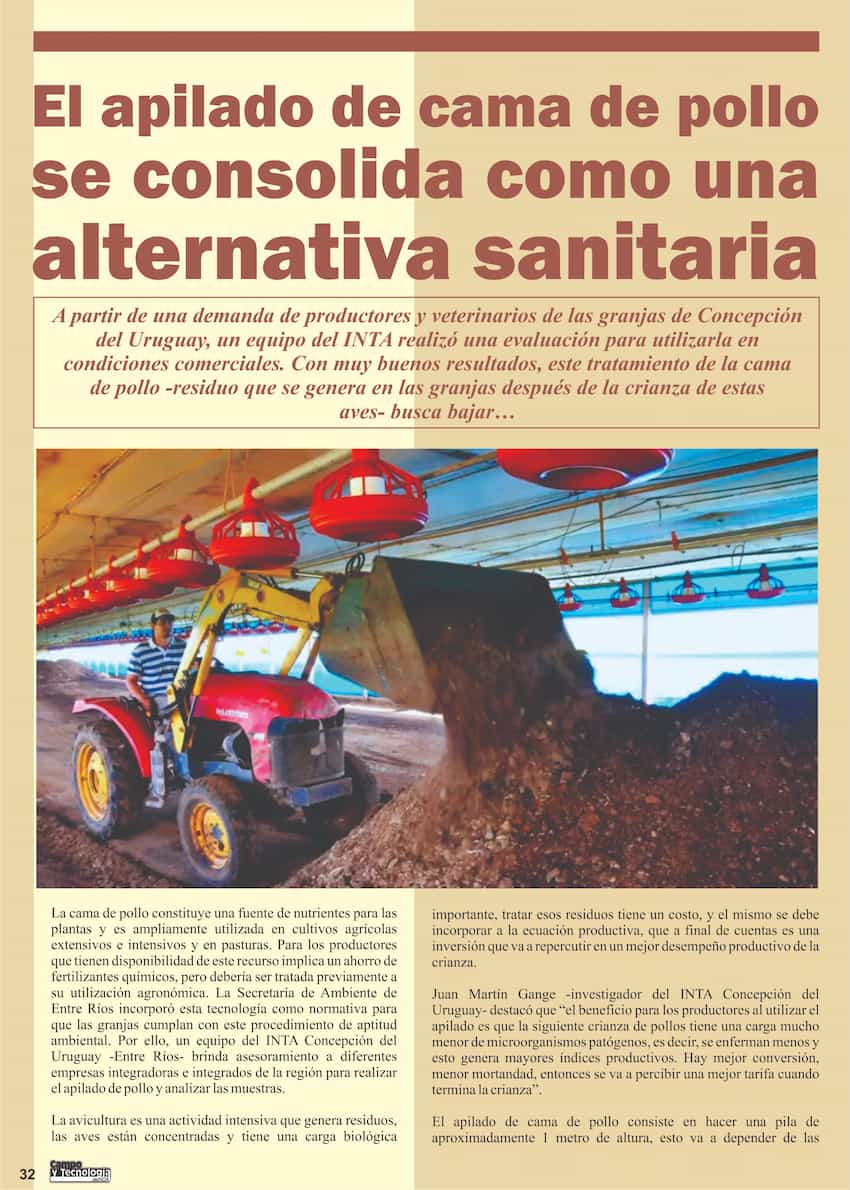 El apilado de cama de pollo
se consolida como una
alternativa sanitaria
A partir de una demanda de productores y veterinarios de las granjas de Concepción
del Uruguay, un equipo del INTA realizó una evaluación para utilizarla en
condiciones comerciales. Con muy buenos resultados, este tratamiento de la cama
de pollo -residuo que se genera en las granjas después de la crianza de estas
aves- busca bajar…
La cama de pollo constituye una fuente de nutrientes para las
plantas y es ampliamente utilizada en cultivos agrícolas
extensivos e intensivos y en pasturas. Para los productores
que tienen disponibilidad de este recurso implica un ahorro de
fertilizantes químicos, pero debería ser tratada previamente a
su utilización agronómica. La Secretaría de Ambiente de
Entre Ríos incorporó esta tecnología como normativa para
que las granjas cumplan con este procedimiento de aptitud
ambiental. Por ello, un equipo del INTA Concepción del
Uruguay -Entre Ríos- brinda asesoramiento a diferentes
empresas integradoras e integrados de la región para realizar
el apilado de pollo y analizar las muestras.
La avicultura es una actividad intensiva que genera residuos,
las aves están concentradas y tiene una carga biológica
importante, tratar esos residuos tiene un costo, y el mismo se debe
incorporar a la ecuación productiva, que a final de cuentas es una
inversión que va a repercutir en un mejor desempeño productivo de la
crianza.
Juan Martín Gange -investigador del INTA Concepción del
Uruguay- destacó que “el beneficio para los productores al utilizar el
apilado es que la siguiente crianza de pollos tiene una carga mucho
menor de microorganismos patógenos, es decir, se enferman menos y
esto genera mayores índices productivos. Hay mejor conversión,
menor mortandad, entonces se va a percibir una mejor tarifa cuando
termina la crianza”.
El apilado de cama de pollo consiste en hacer una pila de
aproximadamente 1 metro de altura, esto va a depender de las
32
Campo
y Tecnología